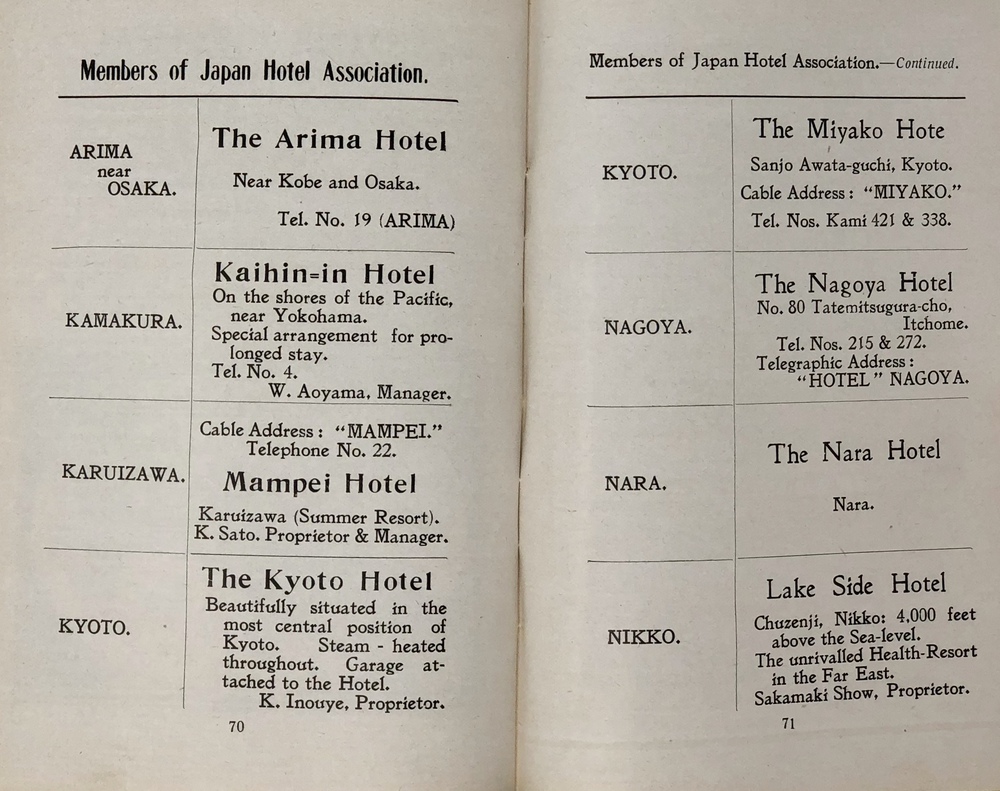 Members of Japan Hotel Association.
ARIMA
near
OSAKA.
The Arima Hotel
Near Kobe and Osaka.
Tel. No. 19 (ARIMA)
KAMAKURA.
Kaihin=in Hotel
On the shores of the Pacific,
near Yokohama.
Special arrangement for pro-
longed stay.
Tel. No. 4.
W. Aoyama, Manager.
KARUIZAWA.
Cable Address : “MAMPEI.”
Telephone No. 22.
Mampei Hotel
Karuizawa (Summer Resort).
K. Sato. Proprietor & Manager.
KYOTO.
The Kyoto Hotel
Beautifully situated in the
most central position of
Kyoto. Steam - heated
throughout. Garage at-
tached to the Hotel.
K. Inouye, Proprietor.
70
Members of Japan Hotel Association.—Continued.
KYOTO.
The Miyako Hote
Sanjo Awata-guchi, Kyoto.
Cable Address : “MIYAKO.”
Tel. Nos. Kami 421 & 338.
NAGOYA.
The Nagoya Hotel
No. 80 Tatemitsugura-cho,
Itchome.
Tel. Nos. 215 & 272.
Telegraphic Address :
“HOTEL” NAGOYA.
NARA.
The Nara Hotel
Nara.
NIKKO.
Lake Side Hotel
Chuzenji, Nikko: 4,000 feet
above the Sea-level.
The unrivalled Health-Resort
in the Far East.
Sakamaki Show, Proprietor.
71